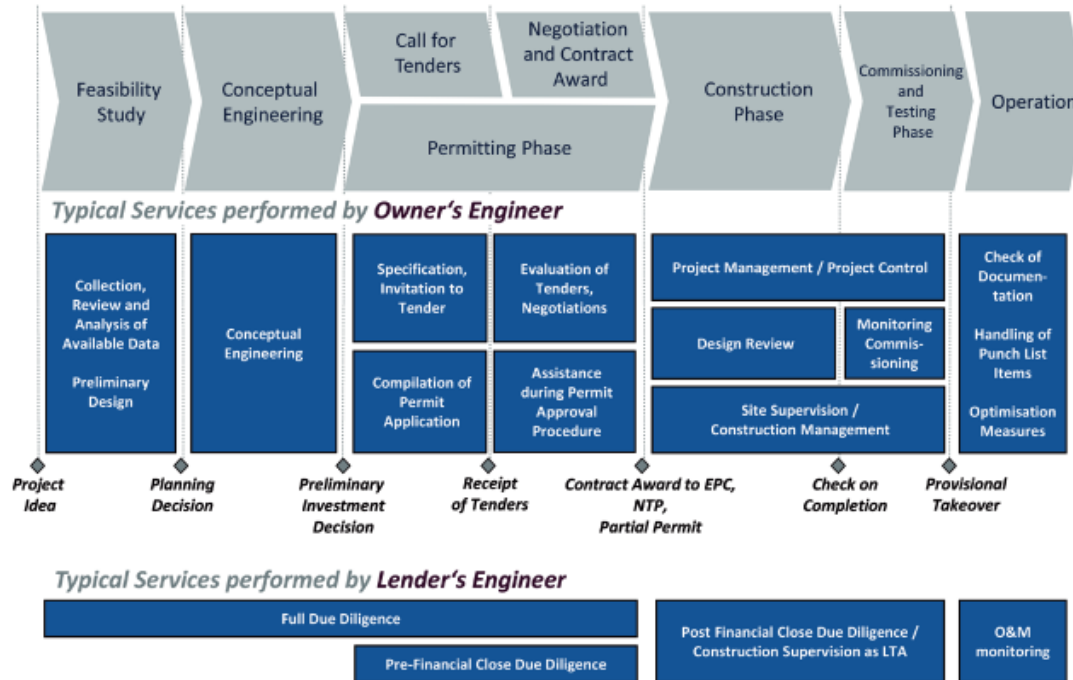 Feasibility
Study
Conceptual
Engineering
Call for
Tenders
Negotiation
and Contract
Award
Permitting Phase
Construction
Phase
Commissioning
and
Testing
Phase
Operation
Typical Services performed by Owner's Engineer
Collection,
Review and
Analysis of
Available Data
Preliminary
Design
Conceptual
Engineering
Specification,
Invitation to
Tender
Evaluation of
Tenders,
Negotiations
Compilation of
Permit
Application
Assistance
during Permit
Approval
Procedure
Project Management / Project Control
Design Review
Monitoring
Commis-
sioning
Site Supervision /
Construction Management
Check of
Documen-
tation
Handling of
Punch List
Items
Optimisation
Measures
Project
Idea
Planning
Decision
Preliminary
Investment
Decision
Receipt
of Tenders
Contract Award to EPC,
NTP,
Partial Permit
Check on
Completion
Provisional
Takeover
Typical Services performed by Lender's Engineer
Full Due Diligence
Pre-Financial Close Due Diligence
Post Financial Close Due Diligence /
Construction Supervision as LTA
O&M
monitoring